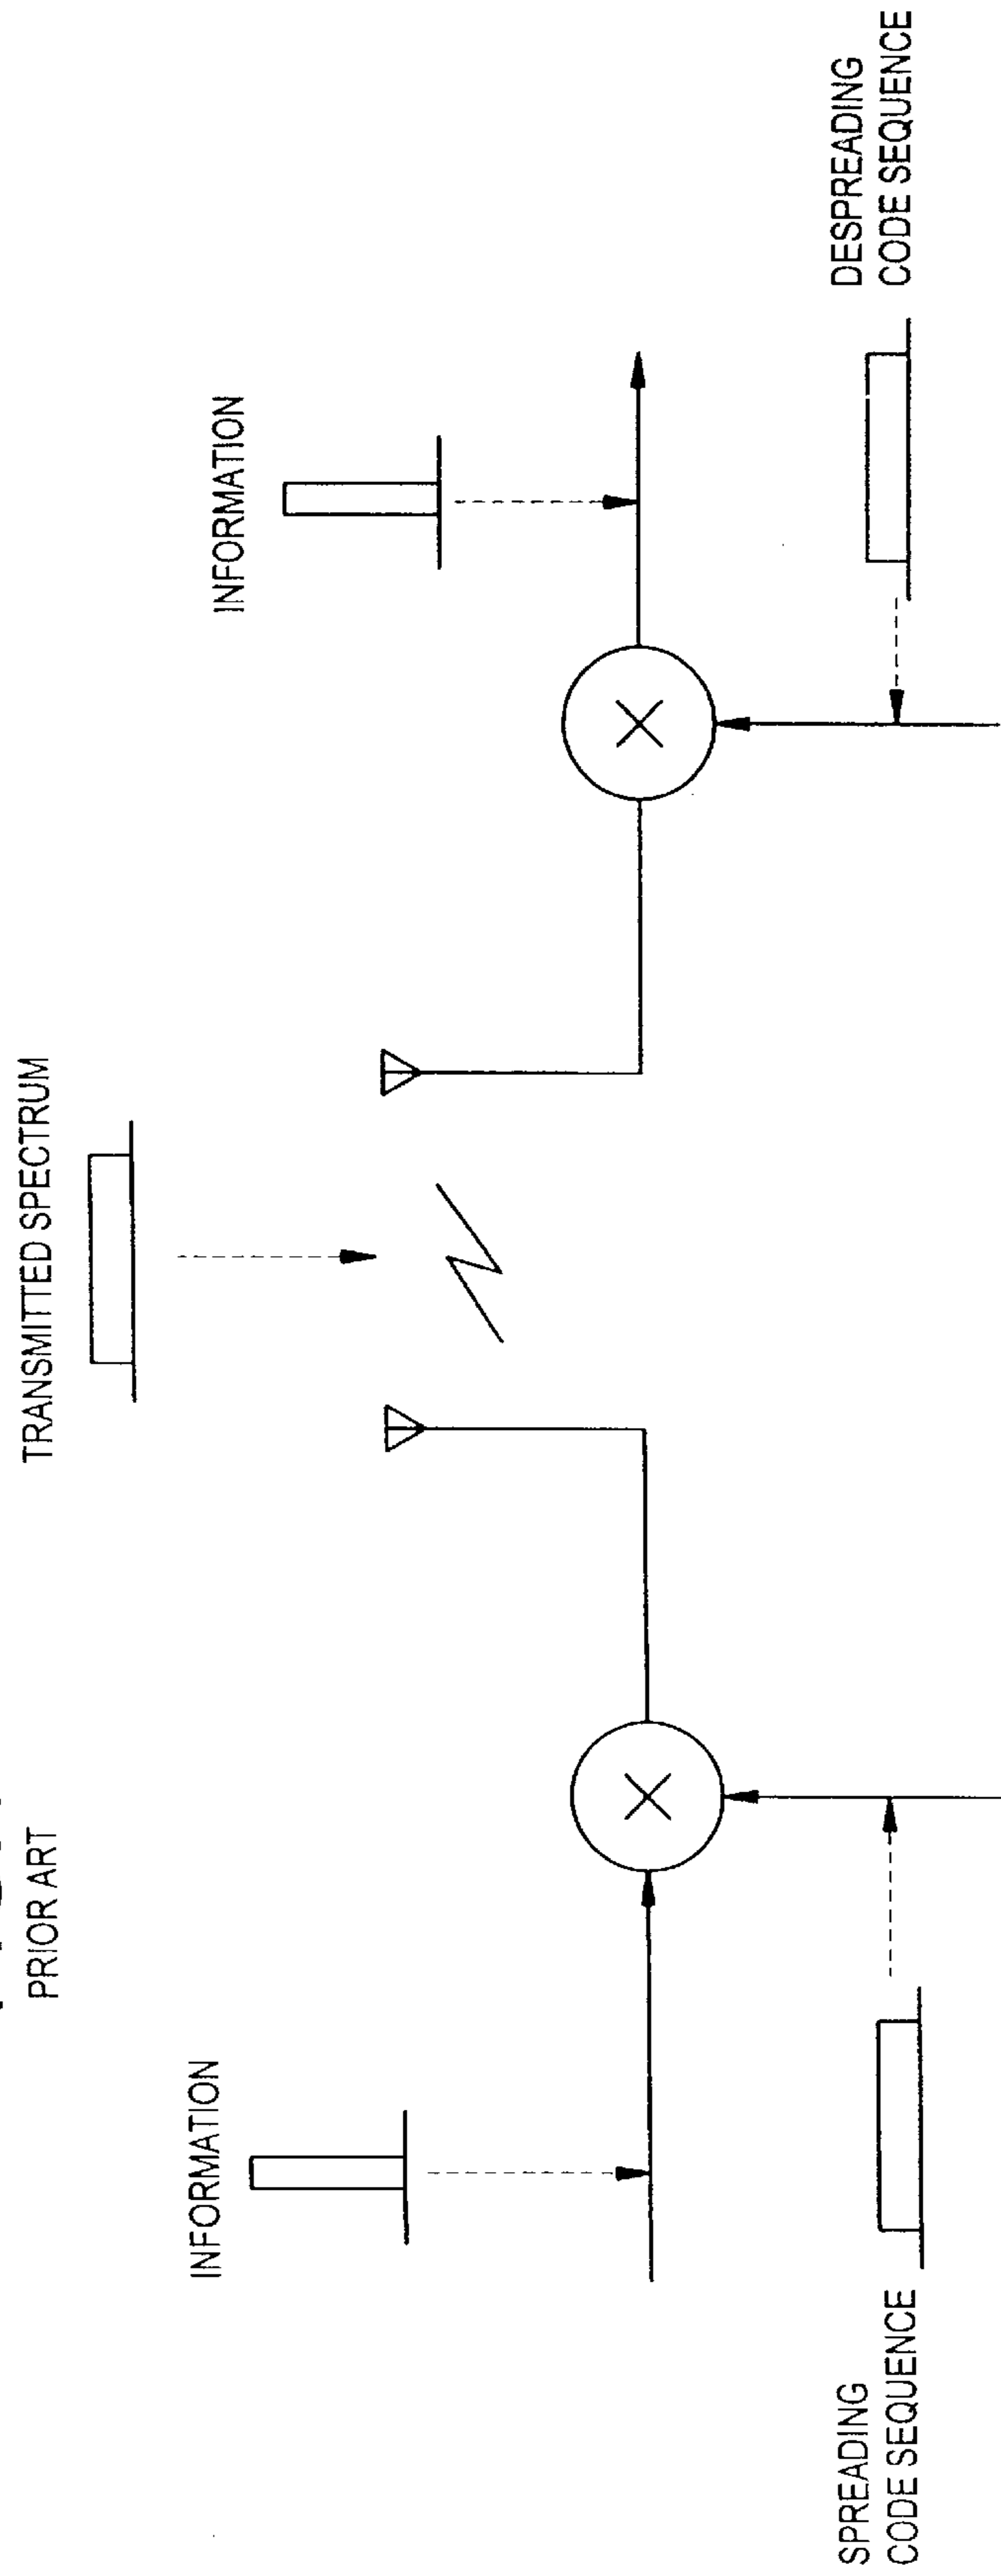 PRIOR ART
TRANSMITTED SPECTRUM
INFORMATION
INFORMATION
SPREADING
CODE SEQUENCE
DESPREADING
CODE SEQUENCE